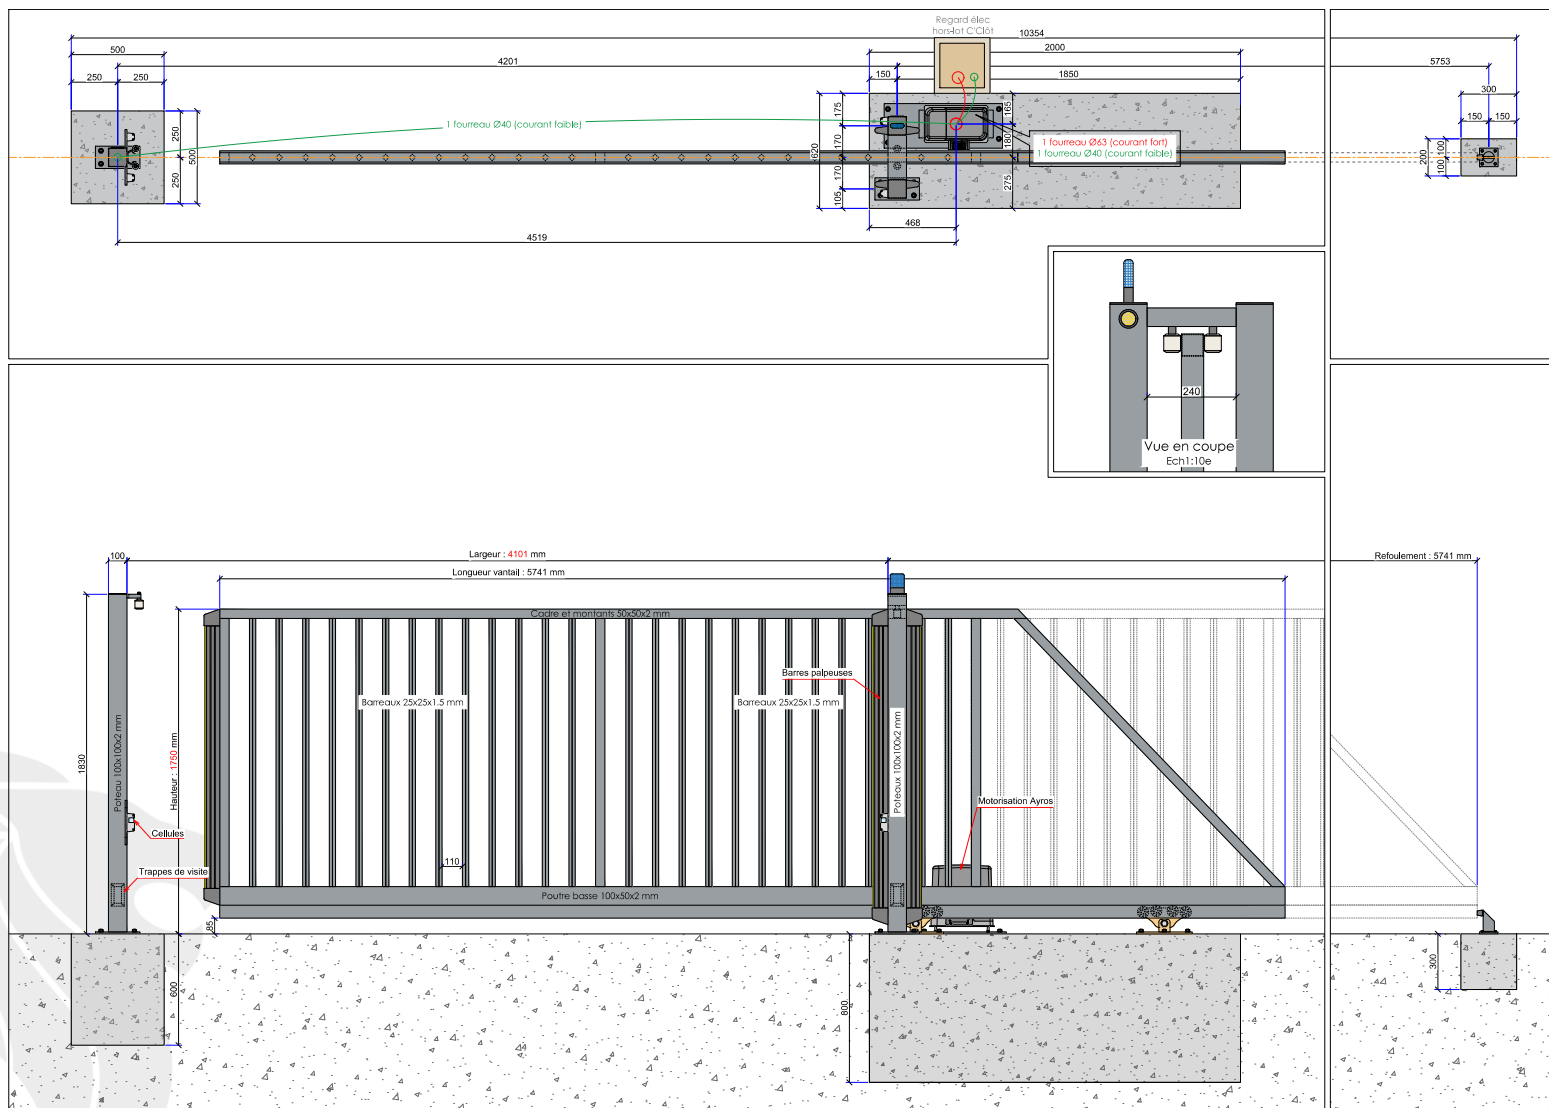 Regard élec
hors-lot C'Clôt
10354
500
2000
4201
5753
250
250
150
1850
300
150
150
175
165
250
500
250
1 fourreau Ø40 (courant faible)
620
170
170
105
180
275
1 fourreau Ø63 (courant fort)
1 fourreau Ø40 (courant faible)
200
100
100
468
4519
240
Vue en coupe
Ech1:10e
100
Largeur : 4101 mm
Refoulement : 5741 mm
Longueur vantail : 5741 mm
Cadre et montants 50x50x2 mm
Barres palpeuses
Barreaux 25x25x1.5 mm
Barreaux 25x25x1.5 mm
1830
Poteau 100x100x2 mm
Hauteur : 1750 mm
Poteaux 100x100x2 mm
Motorisation Ayros
Cellules
Trappes de visite
110
Poutre basse 100x50x2 mm
85
600
800
300